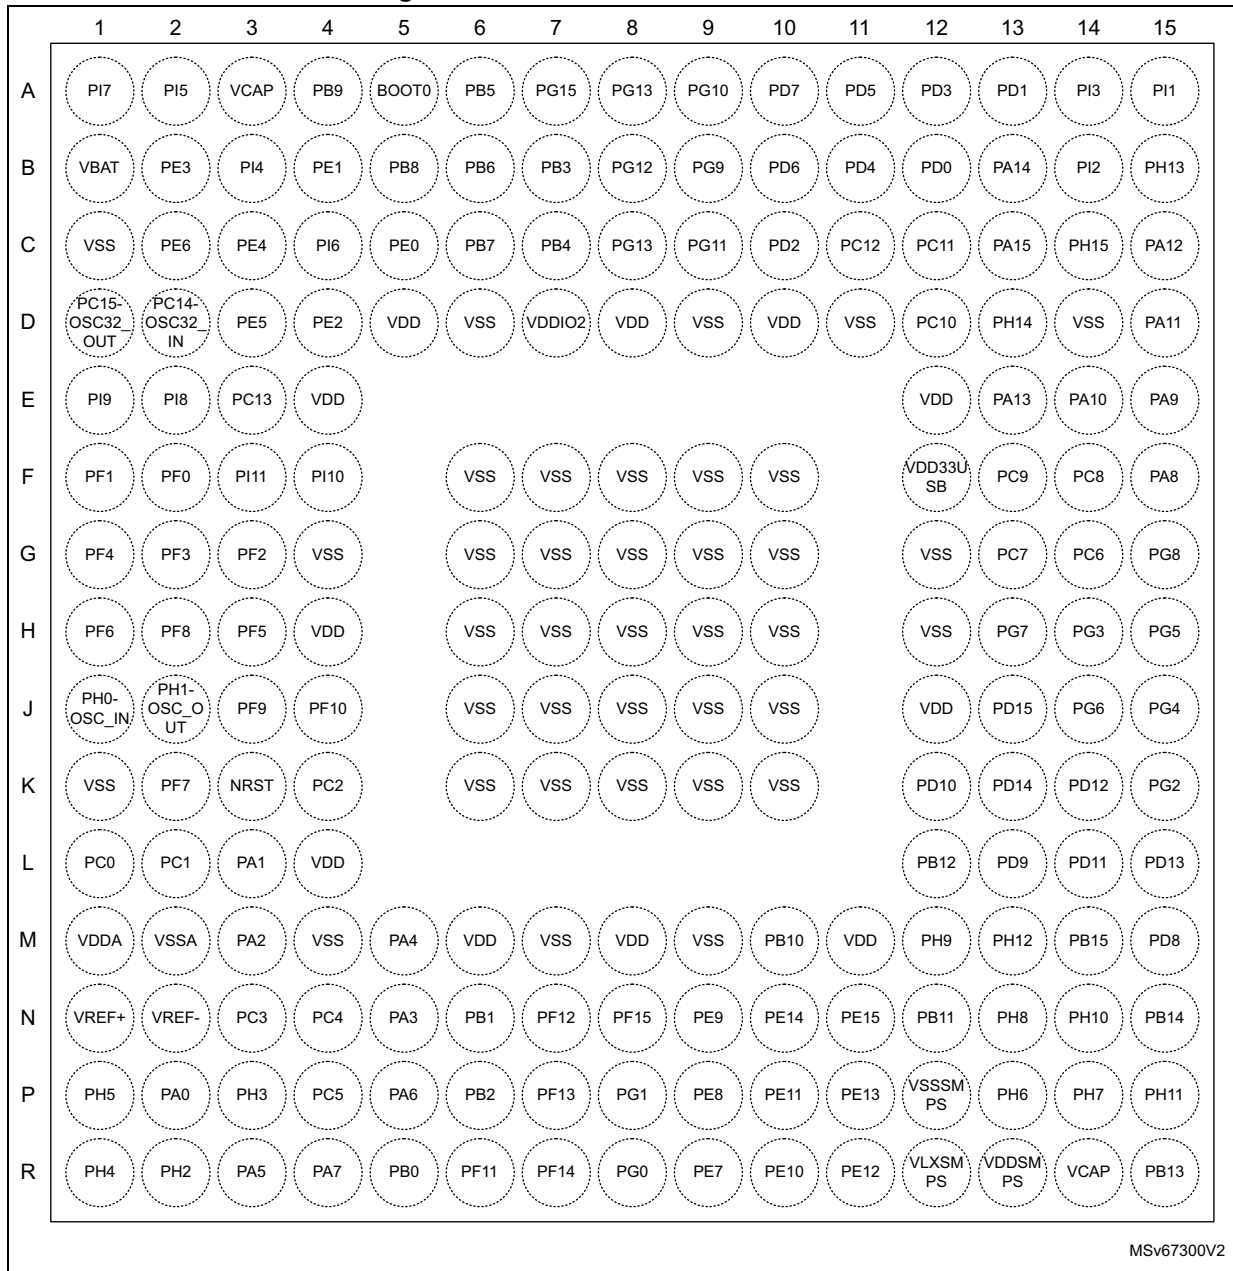 1 2 3 4 5 6 7 8 9 10 11 12 13 14 15
A PI7 PI5 VCAP PB9 BOOT0 PB5 PG15 PG13 PG10 PD7 PD5 PD3 PD1 PI3 PI1
B VBAT PE3 PI4 PE1 PB8 PB6 PB3 PG12 PG9 PD6 PD4 PD0 PA14 PI2 PH13
C VSS PE6 PE4 PI6 PE0 PB7 PB4 PG13 PG11 PD2 PC12 PC11 PA15 PH15 PA12
D PC15-OSC32_OUT PC14-OSC32_IN PE5 PE2 VDD VSS VDDIO2 VDD VSS VDD VSS PC10 PH14 VSS PA11
E PI9 PI8 PC13 VDD VDD PA13 PA10 PA9
F PF1 PF0 PI11 PI10 VSS VSS VSS VSS VSS VDD33USB PC9 PC8 PA8
G PF4 PF3 PF2 VSS VSS VSS VSS VSS VSS VSS PC7 PC6 PG8
H PF6 PF8 PF5 VDD VSS VSS VSS VSS VSS VSS PG7 PG3 PG5
J PH0-OSC_IN PH1-OSC_OUT PF9 PF10 VSS VSS VSS VSS VSS VDD PD15 PG6 PG4
K VSS PF7 NRST PC2 VSS VSS VSS VSS VSS PD10 PD14 PD12 PG2
L PC0 PC1 PA1 VDD PB12 PD9 PD11 PD13
M VDDA VSSA PA2 VSS PA4 VDD VSS VDD VSS PB10 VDD PH9 PH12 PB15 PD8
N VREF+ VREF- PC3 PC4 PA3 PB1 PF12 PF15 PE9 PE14 PE15 PB11 PH8 PH10 PB14
P PH5 PA0 PH3 PC5 PA6 PB2 PF13 PG1 PE8 PE11 PE13 VSSSMPS PH6 PH7 PH11
R PH4 PH2 PA5 PA7 PB0 PF11 PF14 PG0 PE7 PE10 PE12 VLXSMPS VDDSMPS VCAP PB13
MSv67300V2